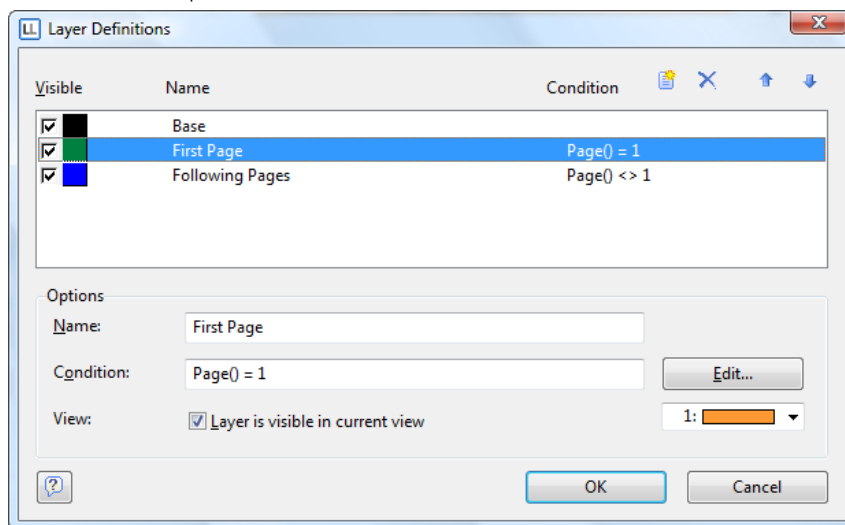 LL Layer Definitions
Visible Name Condition
Base
First Page Page() = 1
Following Pages Page() <> 1
Options
Name: First Page
Condition: Page() = 1 Edit...
View: Layer is visible in current view 1:
OK Cancel